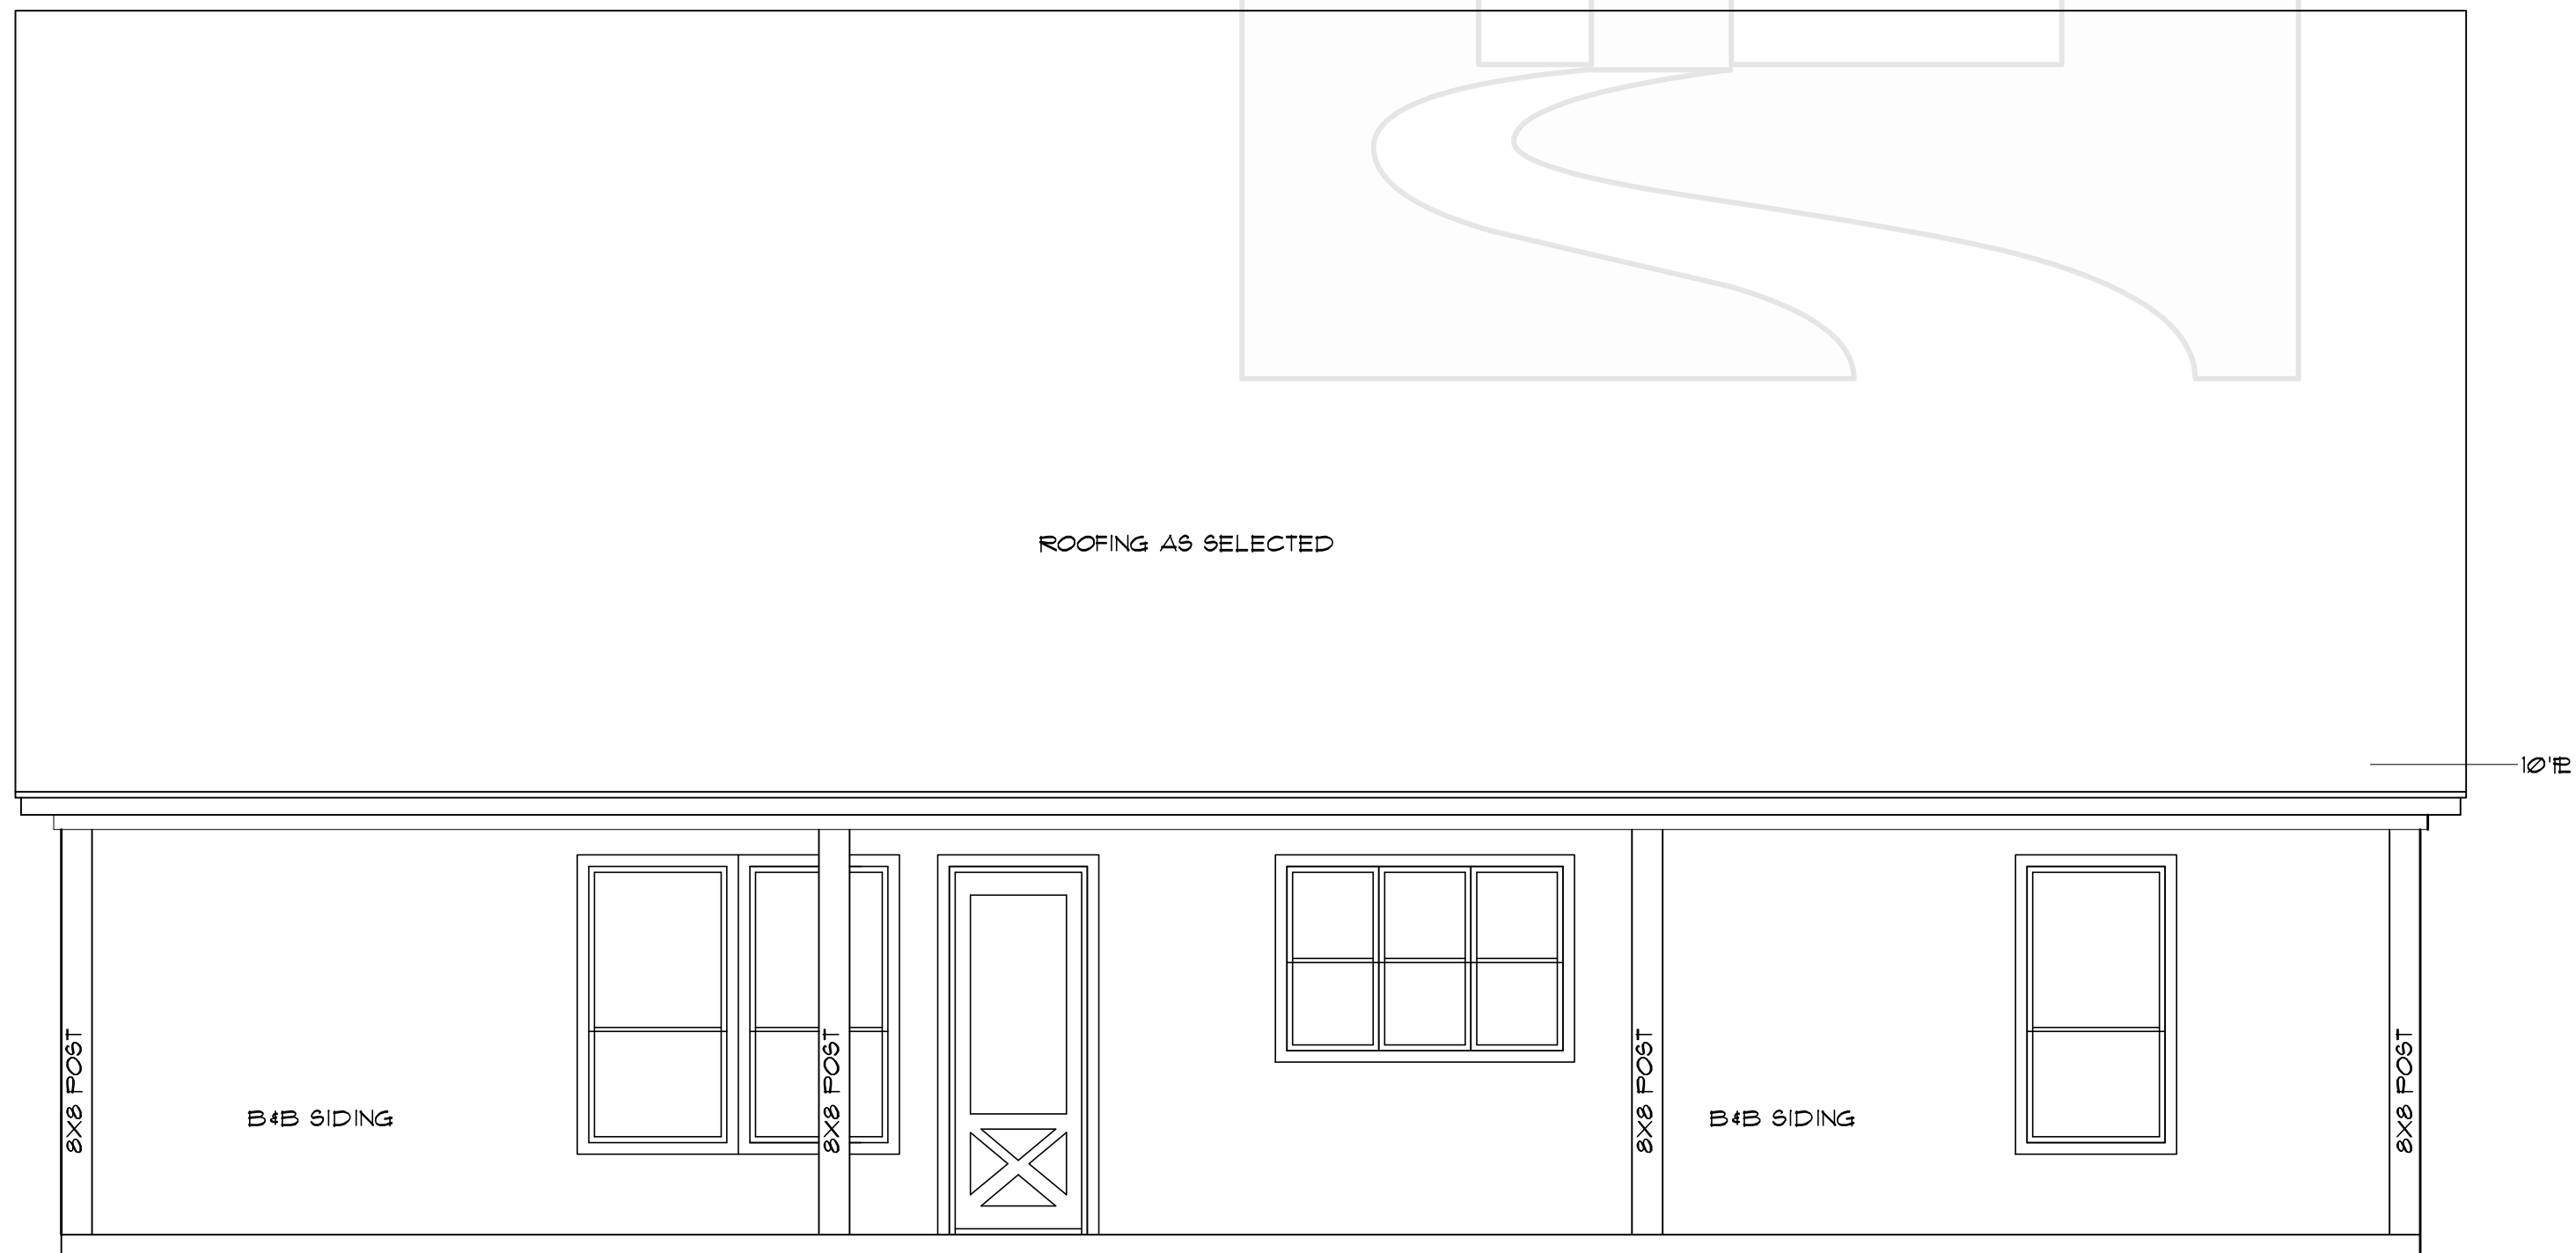 ROOFING AS SELECTED
10'PL
8X8 POST
B&B SIDING
8X8 POST
8X8 POST
B&B SIDING
8X8 POST